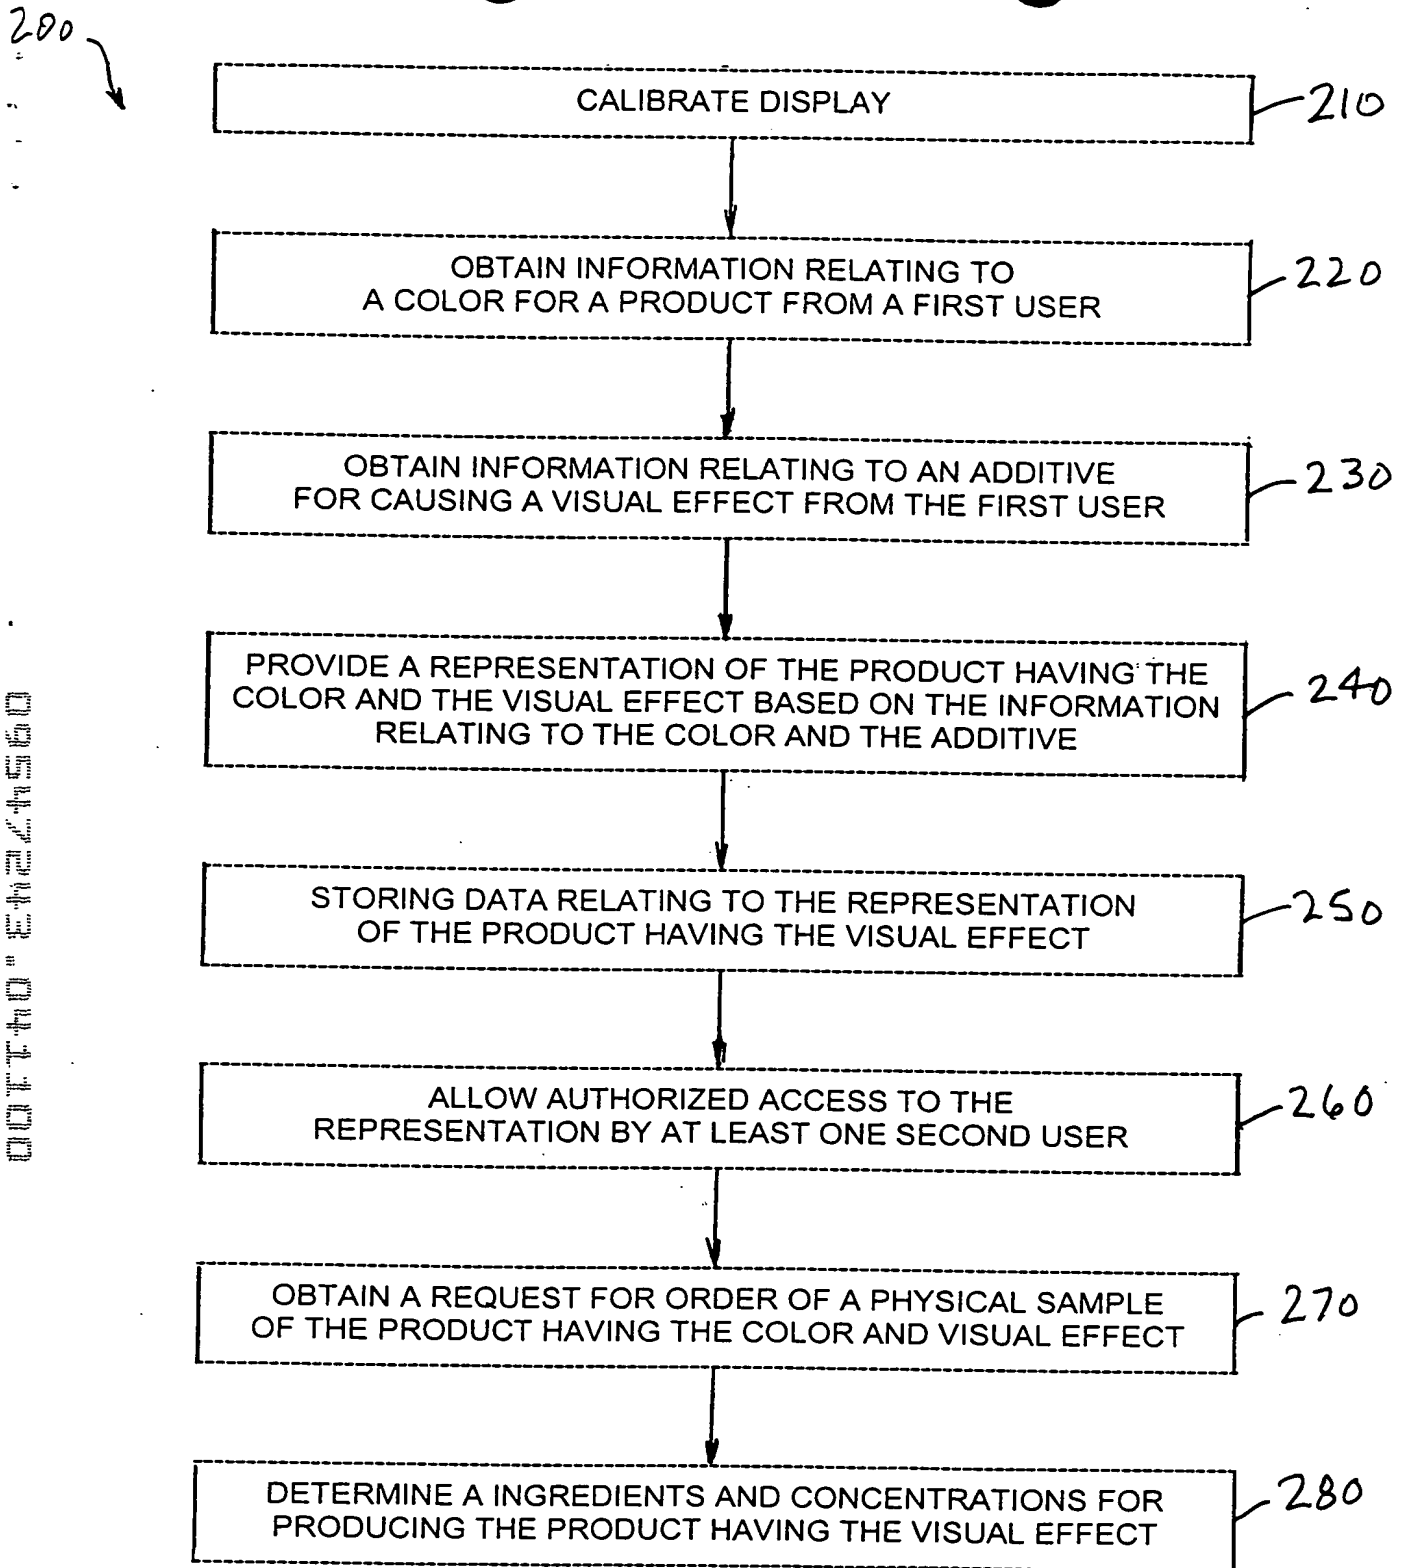 200
CALIBRATE DISPLAY
210
OBTAIN INFORMATION RELATING TO
A COLOR FOR A PRODUCT FROM A FIRST USER
220
OBTAIN INFORMATION RELATING TO AN ADDITIVE
FOR CAUSING A VISUAL EFFECT FROM THE FIRST USER
230
PROVIDE A REPRESENTATION OF THE PRODUCT HAVING THE
COLOR AND THE VISUAL EFFECT BASED ON THE INFORMATION
RELATING TO THE COLOR AND THE ADDITIVE
240
STORING DATA RELATING TO THE REPRESENTATION
OF THE PRODUCT HAVING THE VISUAL EFFECT
250
ALLOW AUTHORIZED ACCESS TO THE
REPRESENTATION BY AT LEAST ONE SECOND USER
260
OBTAIN A REQUEST FOR ORDER OF A PHYSICAL SAMPLE
OF THE PRODUCT HAVING THE COLOR AND VISUAL EFFECT
270
DETERMINE A INGREDIENTS AND CONCENTRATIONS FOR
PRODUCING THE PRODUCT HAVING THE VISUAL EFFECT
280